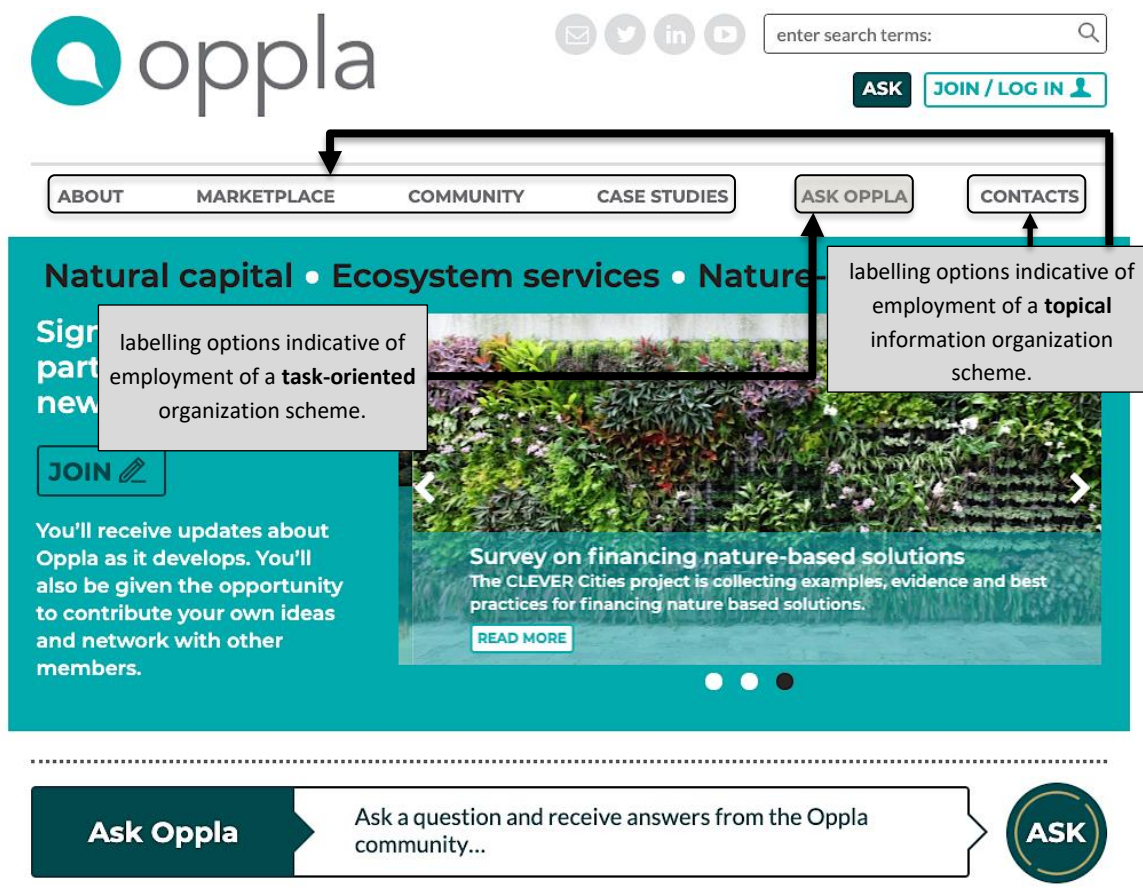 oppla
enter search terms:
ASK
JOIN / LOG IN
ABOUT MARKETPLACE COMMUNITY CASE STUDIES ASK OPPLA CONTACTS
Natural capital • Ecosystem services • Nature-
labelling options indicative of
employment of a topical
information organization
scheme.
Sign
part
new
labelling options indicative of
employment of a task-oriented
organization scheme.
JOIN
You'll receive updates about
Oppla as it develops. You'll
also be given the opportunity
to contribute your own ideas
and network with other
members.
Survey on financing nature-based solutions
The CLEVER Cities project is collecting examples, evidence and best
practices for financing nature based solutions.
READ MORE
Ask Oppla
Ask a question and receive answers from the Oppla
community...
ASK